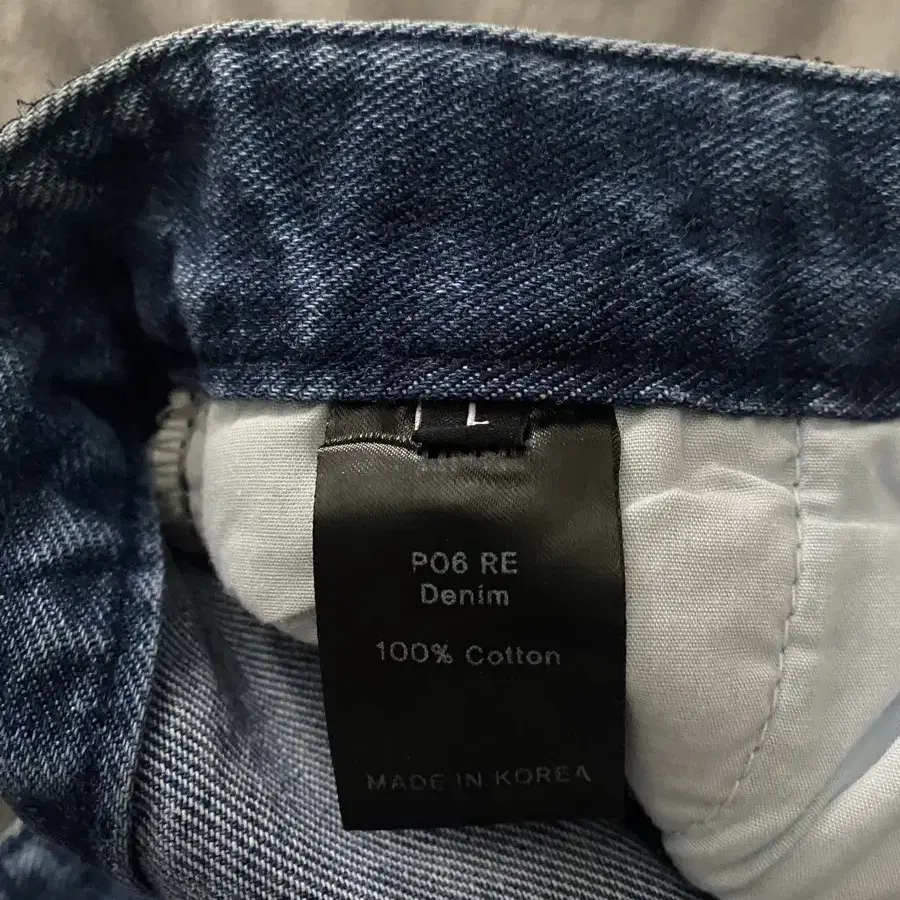 L
P06 RE
Denim
100% Cotton
MADE IN KOREA